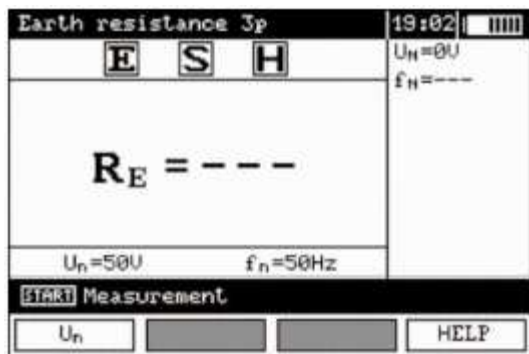 Earth resistance 3p
19:02
E S H
U_N=0V
f_N=---
R_E = - - -
U_n=50V f_n=50Hz
START Measurement
U_n
HELP